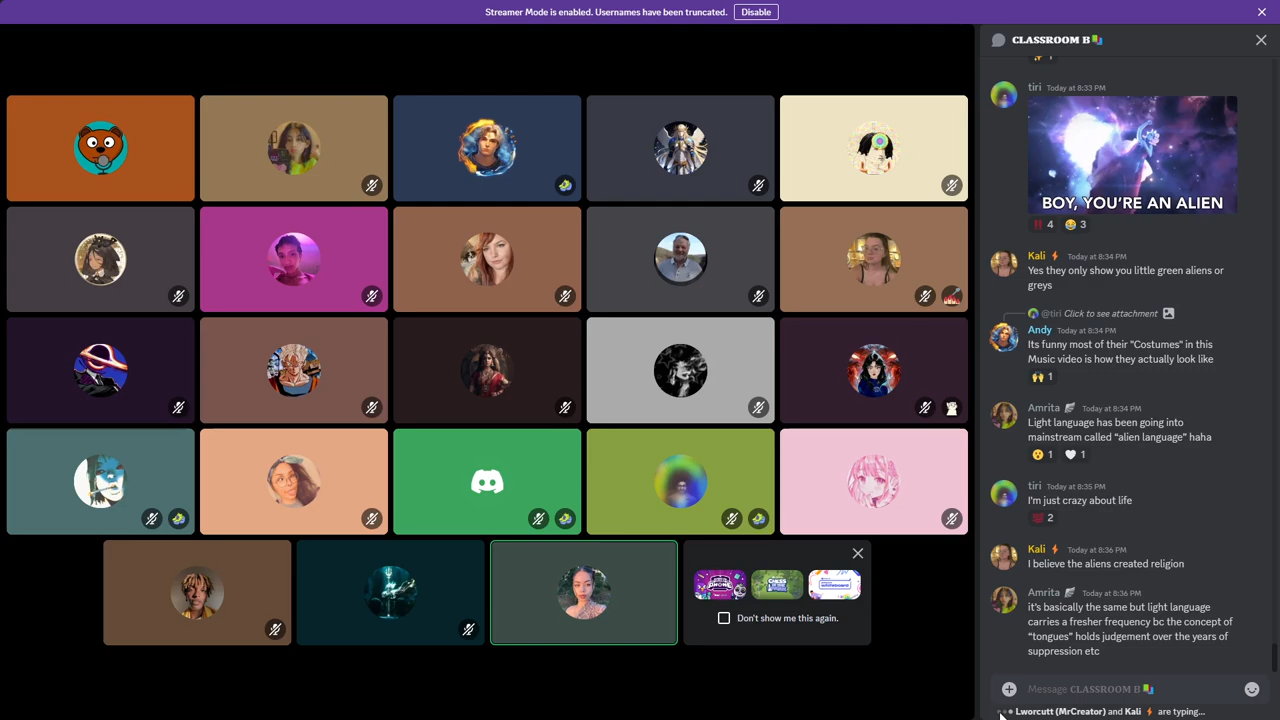 Streamer Mode is enabled. Usernames have been truncated. Disable
CLASSROOM B
1
tiri Today at 8:33 PM
BOY, YOU'RE AN ALIEN
4 3
Kali Today at 8:34 PM
Yes they only show you little green aliens or
greys
@tiri Click to see attachment
Andy Today at 8:34 PM
Its funny most of their "Costumes" in this
Music video is how they actually look like
1
Amrita Today at 8:34 PM
Light language has been going into
mainstream called "alien language" haha
1 1
tiri Today at 8:35 PM
I'm just crazy about life
2
Kali Today at 8:36 PM
I believe the aliens created religion
Amrita Today at 8:36 PM
it's basically the same but light language
carries a fresher frequency bc the concept of
"tongues" holds judgement over the years of
suppression etc
Don't show me this again.
Message CLASSROOM B
Lworcutt (MrCreator) and Kali are typing...